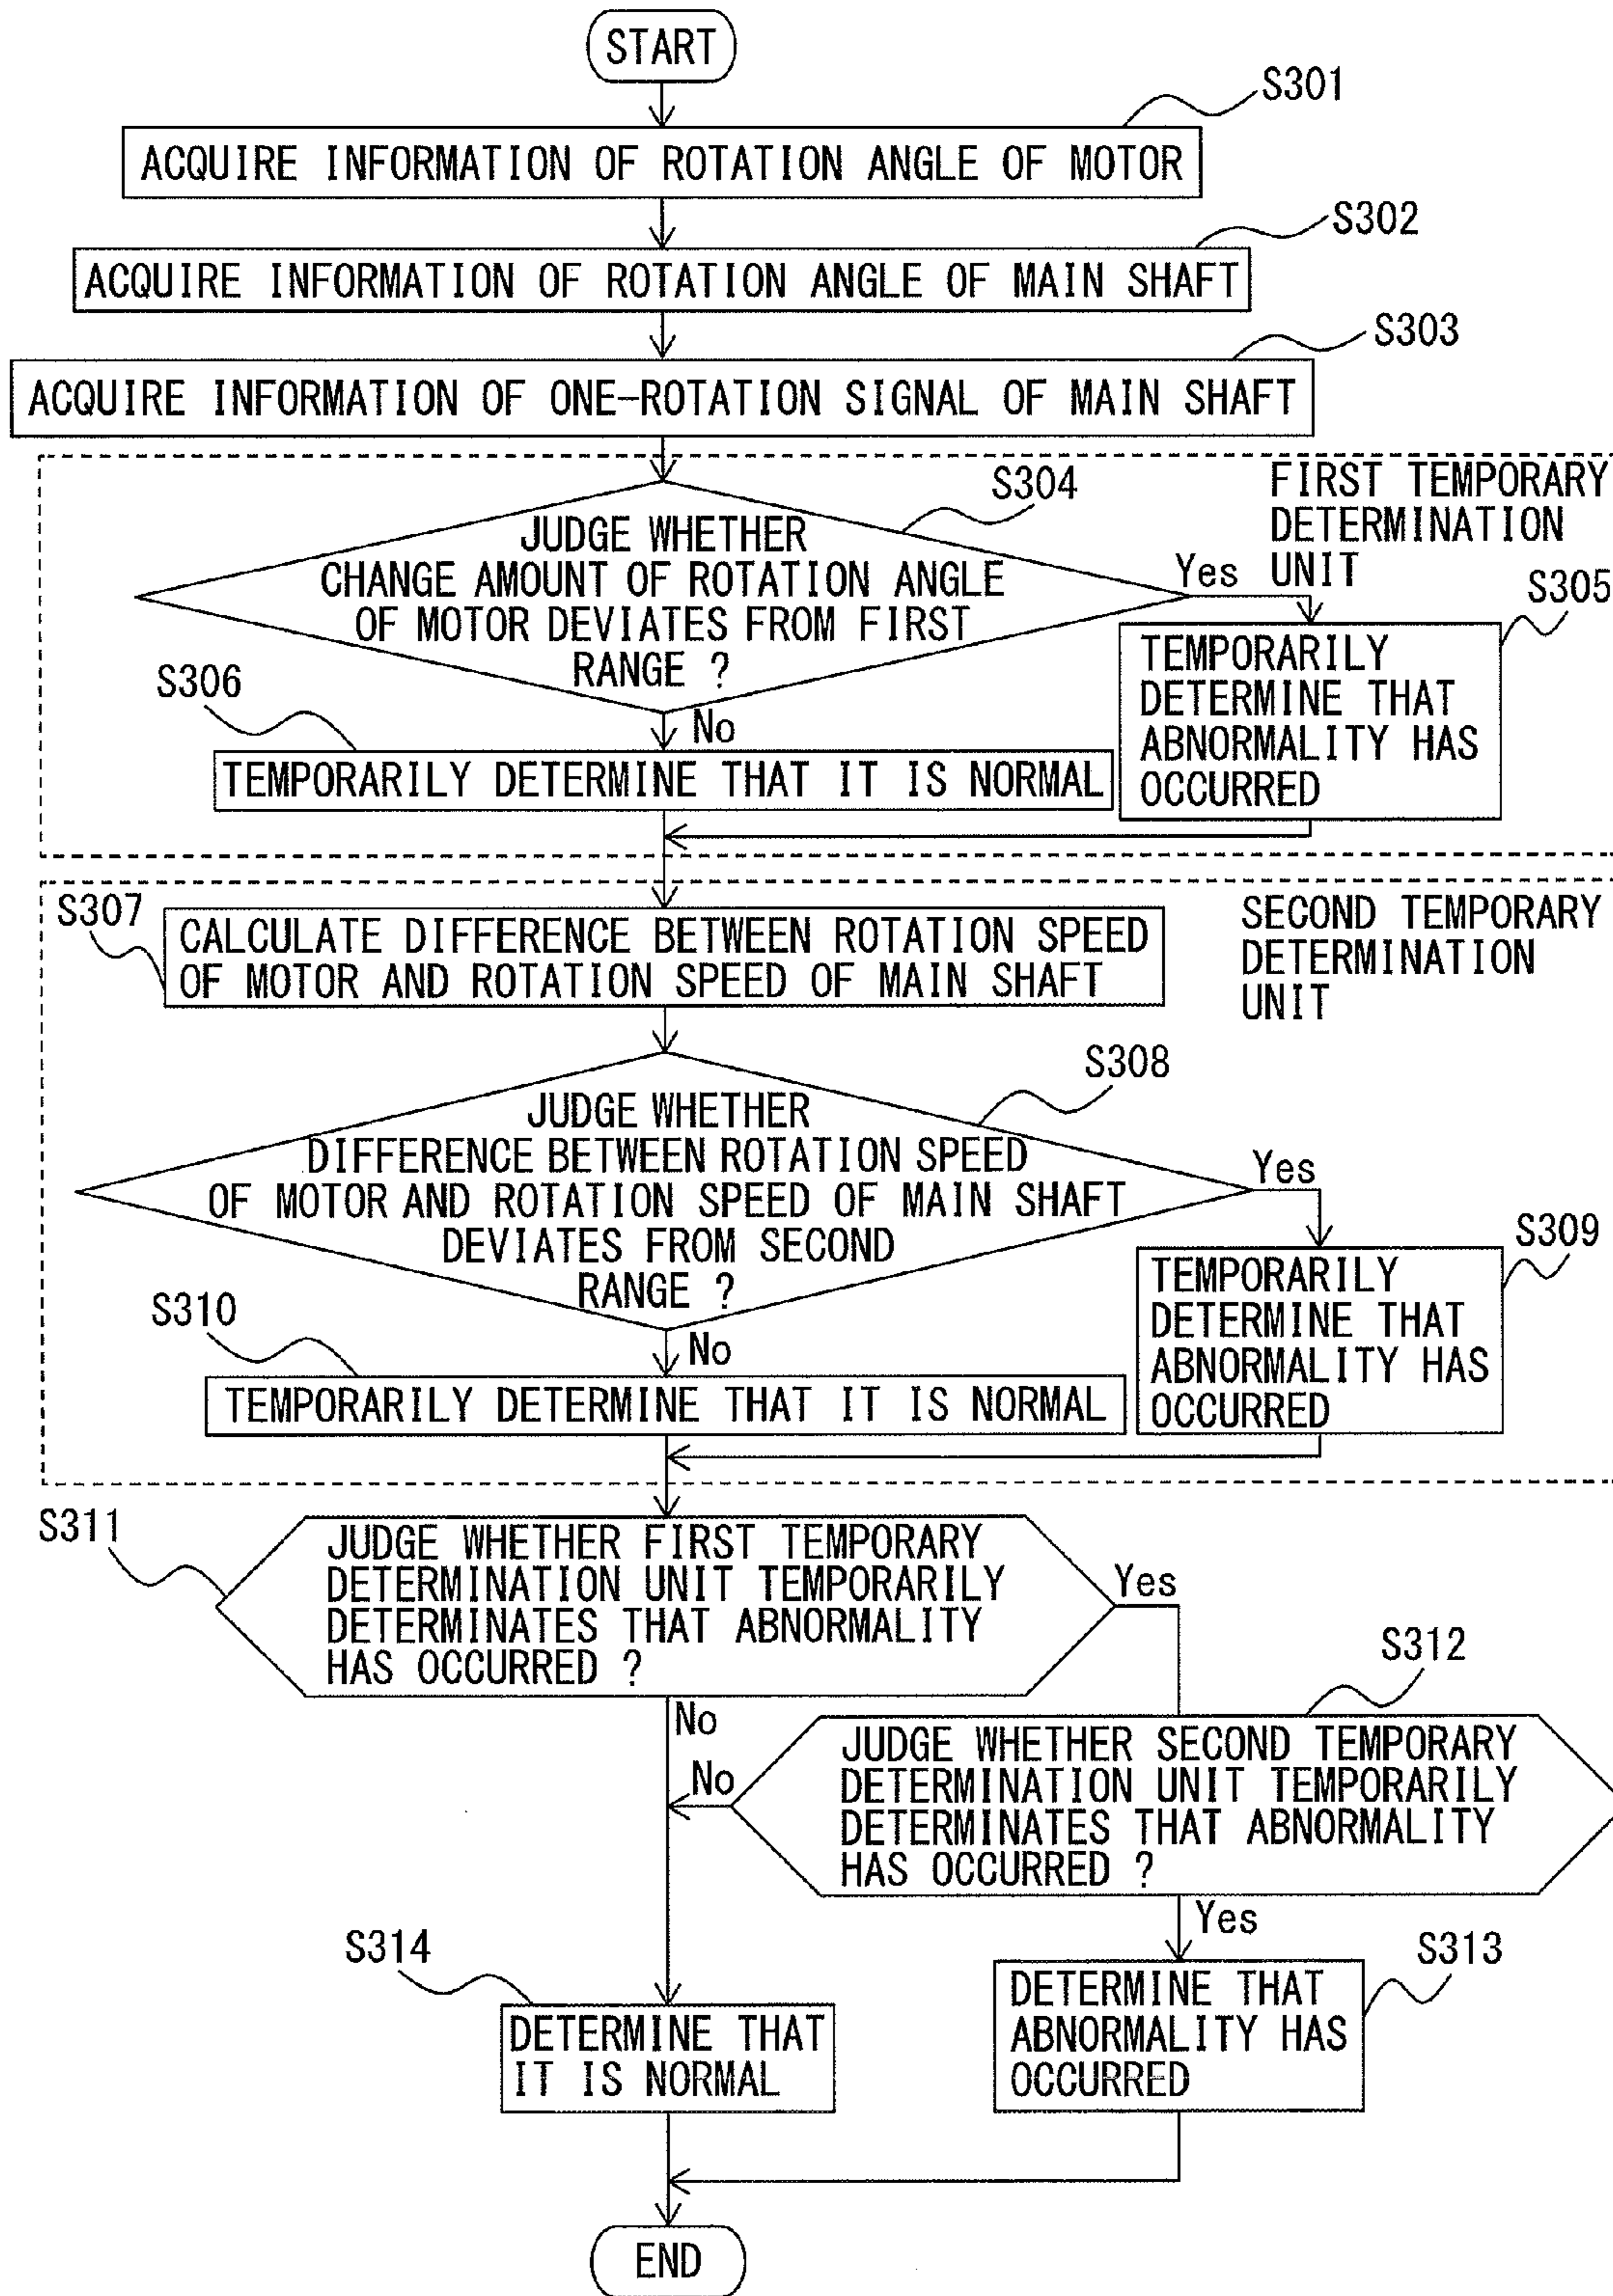 START
S301
ACQUIRE INFORMATION OF ROTATION ANGLE OF MOTOR
S302
ACQUIRE INFORMATION OF ROTATION ANGLE OF MAIN SHAFT
S303
ACQUIRE INFORMATION OF ONE-ROTATION SIGNAL OF MAIN SHAFT
FIRST TEMPORARY
DETERMINATION
UNIT
S304
JUDGE WHETHER
CHANGE AMOUNT OF ROTATION ANGLE
OF MOTOR DEVIATES FROM FIRST
RANGE ?
Yes
S305
TEMPORARILY
DETERMINE THAT
ABNORMALITY HAS
OCCURRED
S306
No
TEMPORARILY DETERMINE THAT IT IS NORMAL
S307
CALCULATE DIFFERENCE BETWEEN ROTATION SPEED
OF MOTOR AND ROTATION SPEED OF MAIN SHAFT
SECOND TEMPORARY
DETERMINATION
UNIT
S308
JUDGE WHETHER
DIFFERENCE BETWEEN ROTATION SPEED
OF MOTOR AND ROTATION SPEED OF MAIN SHAFT
DEVIATES FROM SECOND
RANGE ?
Yes
S309
TEMPORARILY
DETERMINE THAT
ABNORMALITY HAS
OCCURRED
S310
No
TEMPORARILY DETERMINE THAT IT IS NORMAL
S311
JUDGE WHETHER FIRST TEMPORARY
DETERMINATION UNIT TEMPORARILY
DETERMINATES THAT ABNORMALITY
HAS OCCURRED ?
Yes
No
S312
JUDGE WHETHER SECOND TEMPORARY
DETERMINATION UNIT TEMPORARILY
DETERMINATES THAT ABNORMALITY
HAS OCCURRED ?
No
Yes
S313
DETERMINE THAT
ABNORMALITY HAS
OCCURRED
S314
DETERMINE THAT
IT IS NORMAL
END